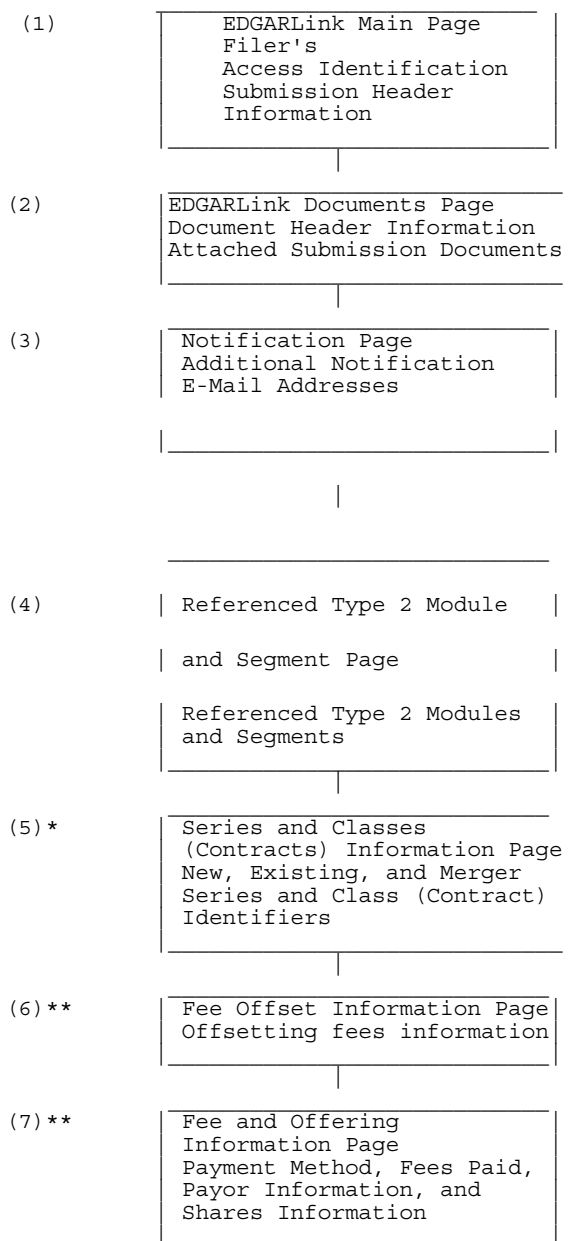 (1) EDGARLink Main Page
Filer's
Access Identification
Submission Header
Information
(2) EDGARLink Documents Page
Document Header Information
Attached Submission Documents
(3) Notification Page
Additional Notification
E-Mail Addresses
(4) Referenced Type 2 Module
and Segment Page
Referenced Type 2 Modules
and Segments
(5)* Series and Classes
(Contracts) Information Page
New, Existing, and Merger
Series and Class (Contract)
Identifiers
(6)** Fee Offset Information Page
Offsetting fees information
(7)** Fee and Offering
Information Page
Payment Method, Fees Paid,
Payor Information, and
Shares Information